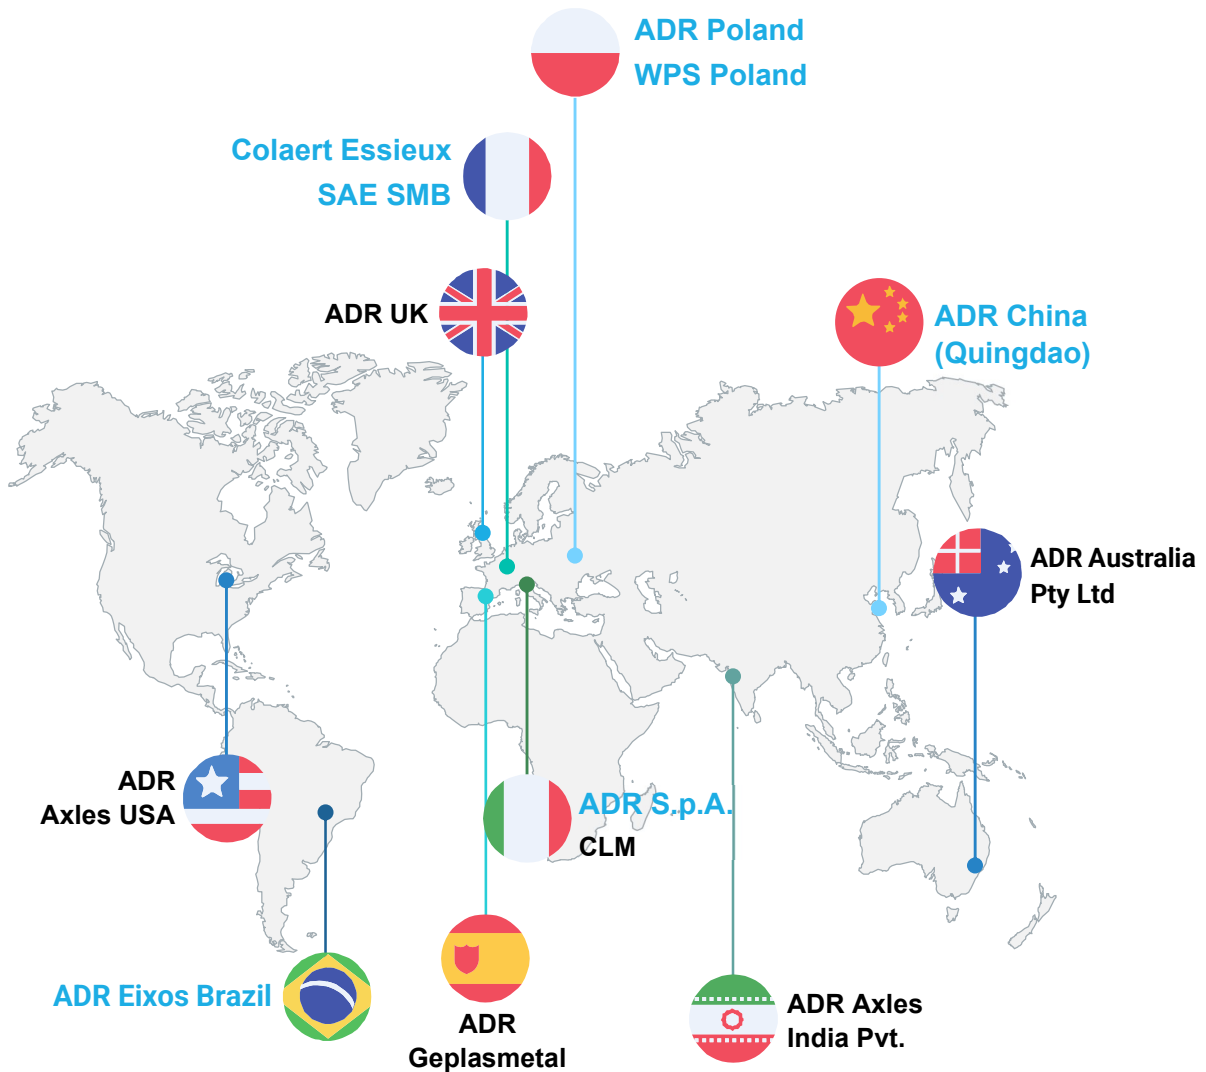 ADR Poland
WPS Poland
Colaert Essieux
SAE SMB
ADR UK
ADR China
(Quingdao)
ADR Australia
Pty Ltd
ADR
Axles USA
ADR S.p.A.
CLM
ADR Eixos Brazil
ADR
Geplasmetal
ADR Axles
India Pvt.